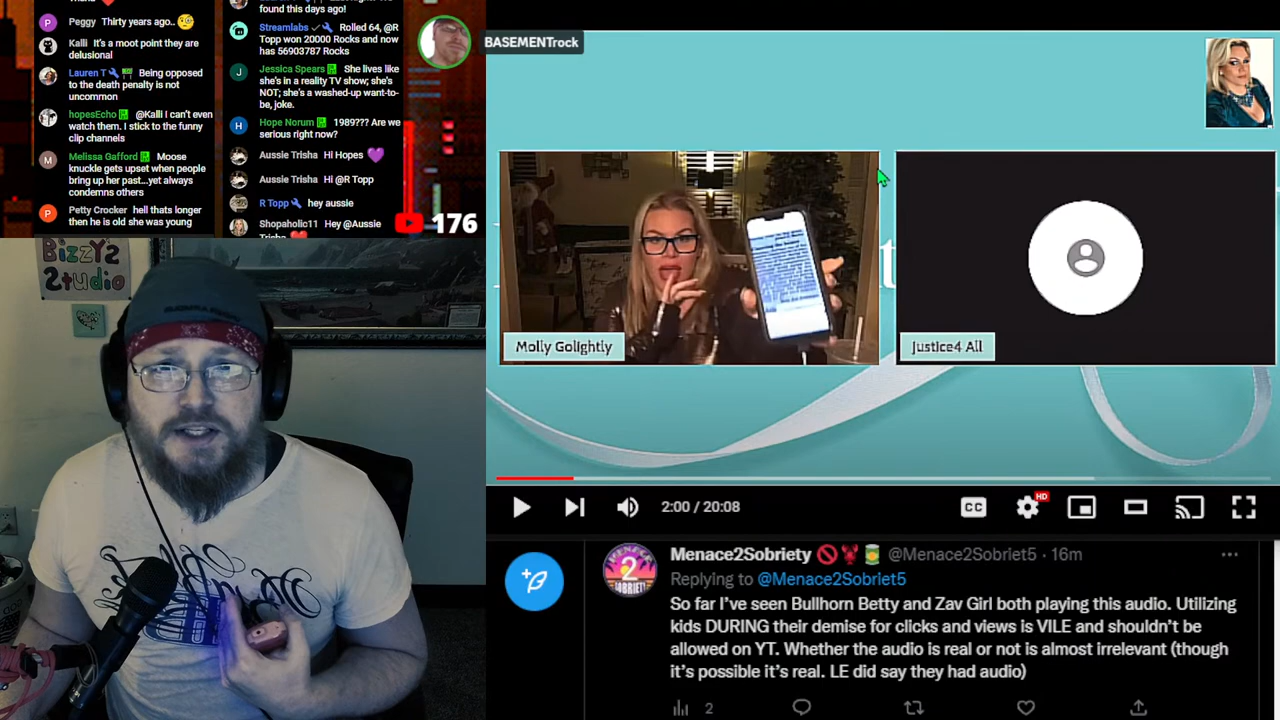 Peggy Thirty years ago..
Kalli It's a moot point they are
delusional
Lauren T Being opposed
to the death penalty is not
uncommon
hopesEcho @Kalli I can't even
watch them. I stick to the funny
clip channels
Melissa Gafford Moose
knuckle gets upset when people
bring up her past...yet always
condemns others
Petty Crocker hell thats longer
then he is old she was young
found this days ago!
Streamlabs Rolled 64, @R
Topp won 20000 Rocks and now
has 56903787 Rocks
Jessica Spears She lives like
she's in a reality TV show; she's
NOT; she's a washed-up want-to-
be, joke.
Hope Norum 1989??? Are we
serious right now?
Aussie Trisha Hi Hopes
Aussie Trisha Hi @R Topp
R Topp hey aussie
Shopaholic11 Hey @Aussie
Trisha
176
BASEMENTrock
BIZZY'S
STUDIO
Molly Golightly
Justice4 All
2:00 / 20:08
CC
HD
Menace2Sobriety @Menace2Sobriet5 · 16m
Replying to @Menace2Sobriet5
So far I've seen Bullhorn Betty and Zav Girl both playing this audio. Utilizing
kids DURING their demise for clicks and views is VILE and shouldn't be
allowed on YT. Whether the audio is real or not is almost irrelevant (though
it's possible it's real. LE did say they had audio)
2